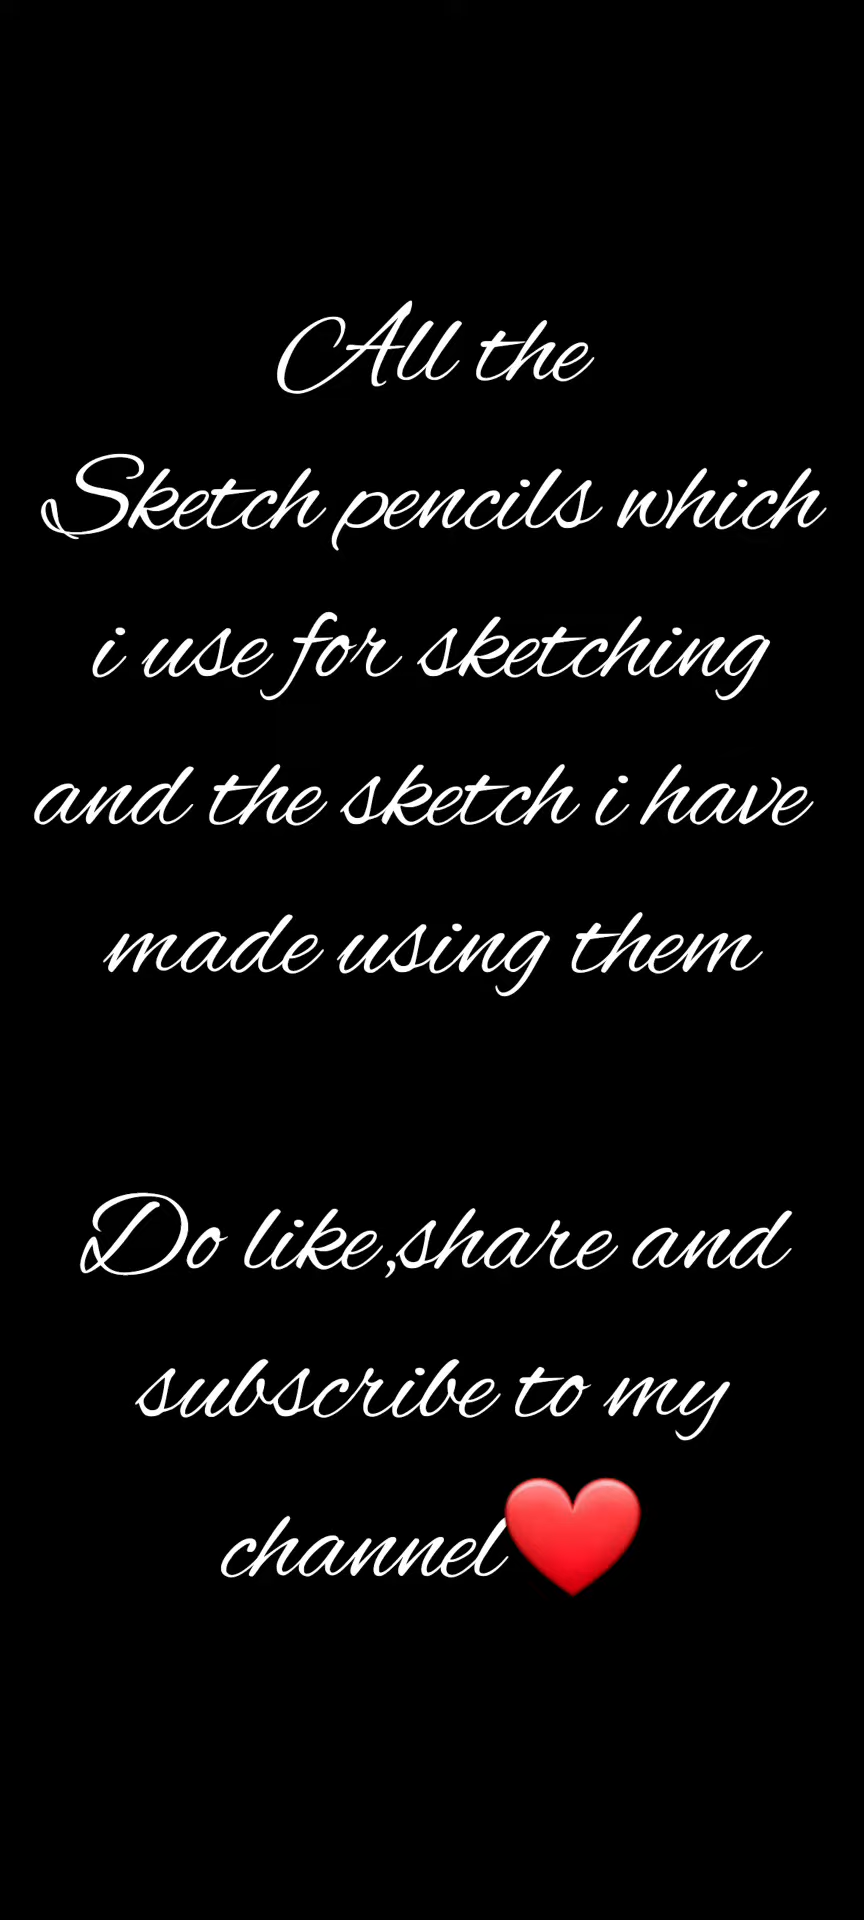 All the
Sketch pencils which
i use for sketching
and the sketch i have
made using them
Do like,share and
subscribe to my
channel❤️